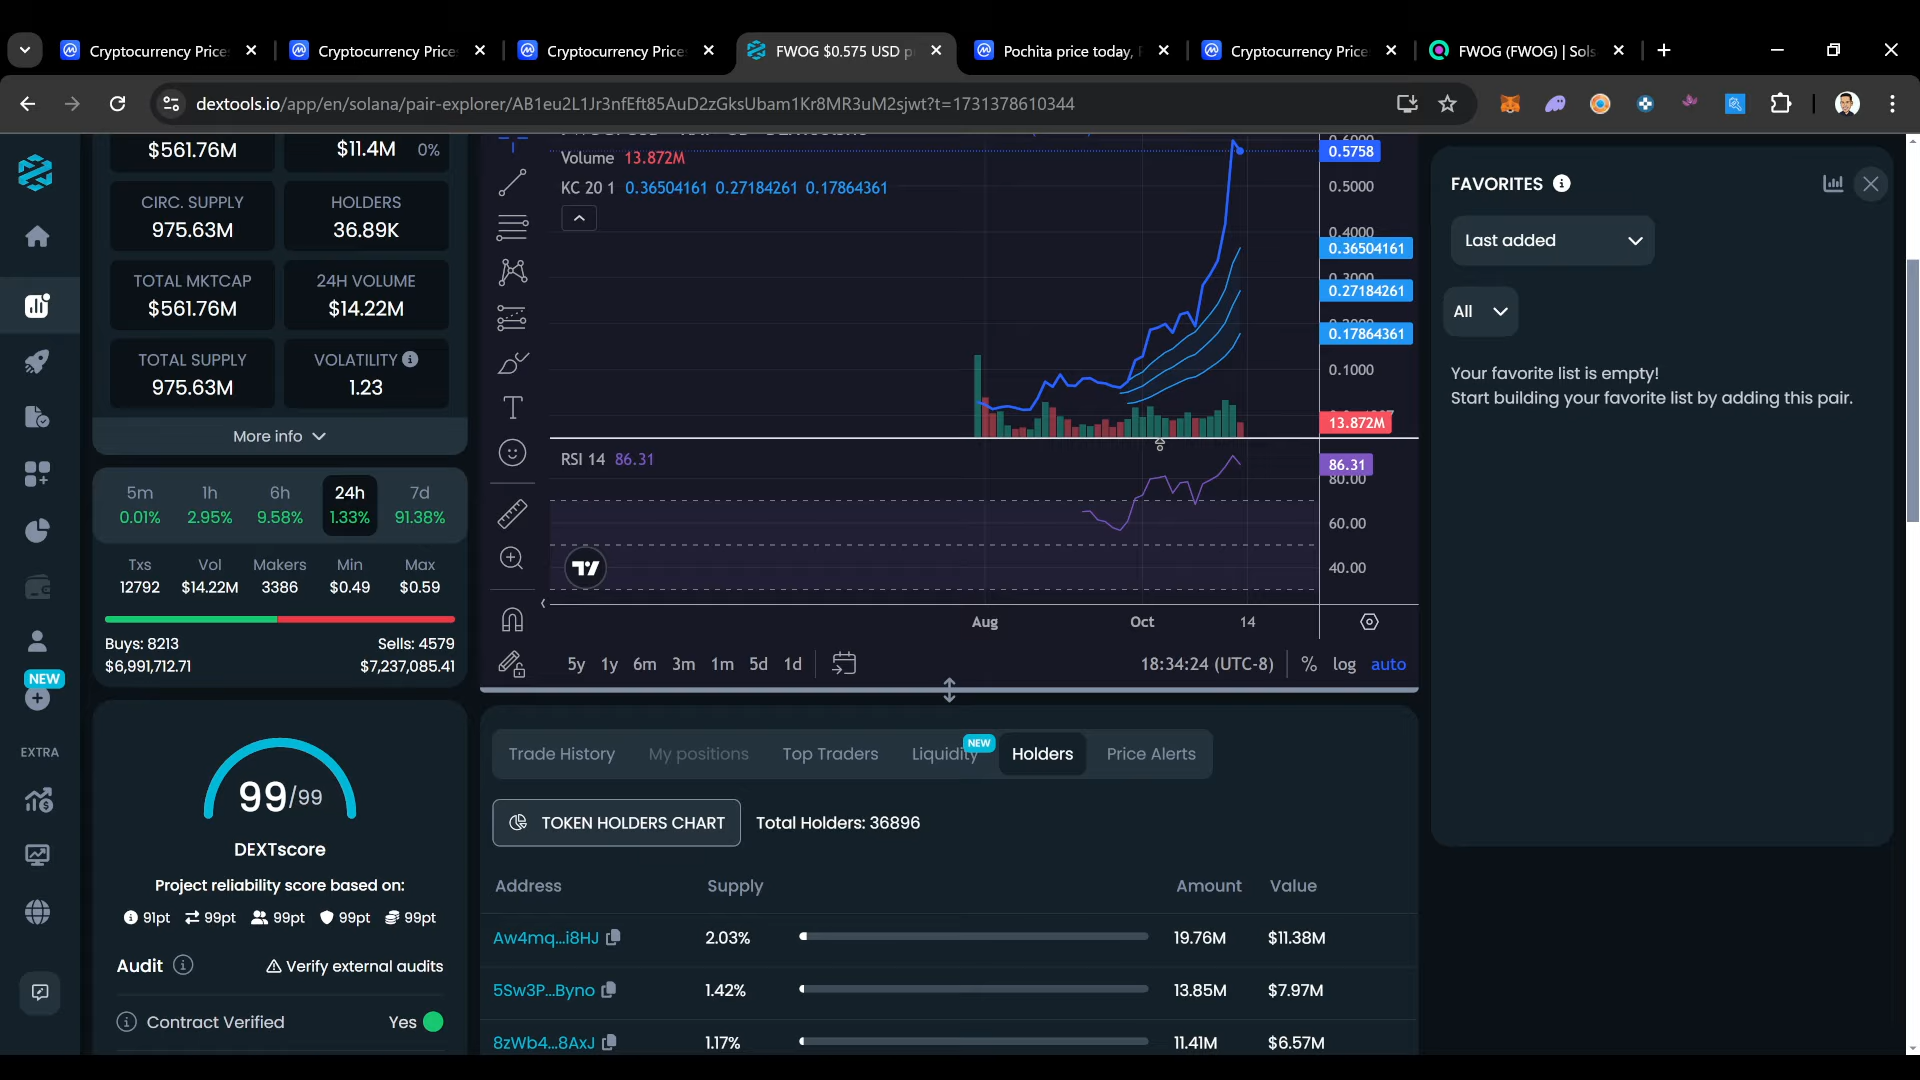 Cryptocurrency Price
Cryptocurrency Price
Cryptocurrency Price
FWOG $0.575 USD p
Pochita price today,
Cryptocurrency Price
FWOG (FWOG) | Sols
dextools.io/app/en/solana/pair-explorer/AB1eu2L1Jr3nfEft85AuD2zGksUbam1Kr8MR3uM2sjwt?t=1731378610344
$561.76M
$11.4M 0%
CIRC. SUPPLY
975.63M
HOLDERS
36.89K
TOTAL MKTCAP
$561.76M
24H VOLUME
$14.22M
TOTAL SUPPLY
975.63M
VOLATILITY
1.23
More info
5m 1h 6h 24h 7d
0.01% 2.95% 9.58% 1.33% 91.38%
Txs Vol Makers Min Max
12792 $14.22M 3386 $0.49 $0.59
Buys: 8213 Sells: 4579
$6,991,712.71 $7,237,085.41
99/99
DEXTscore
Project reliability score based on:
91pt 99pt 99pt 99pt 99pt
Audit Verify external audits
Contract Verified Yes
NEW
EXTRA
Volume 13.872M
KC 20 1 0.36504161 0.27184261 0.17864361
0.6000
0.5758
0.5000
0.4000
0.36504161
0.3000
0.27184261
0.17864361
0.1000
13.872M
RSI 14 86.31
86.31
80.00
60.00
40.00
Aug Oct 14
5y 1y 6m 3m 1m 5d 1d
18:34:24 (UTC-8) % log auto
Trade History My positions Top Traders Liquidity NEW Holders Price Alerts
TOKEN HOLDERS CHART Total Holders: 36896
Address Supply Amount Value
Aw4mq...i8HJ 2.03% 19.76M $11.38M
5Sw3P...Byno 1.42% 13.85M $7.97M
8zWb4...8AxJ 1.17% 11.41M $6.57M
FAVORITES
Last added
All
Your favorite list is empty!
Start building your favorite list by adding this pair.